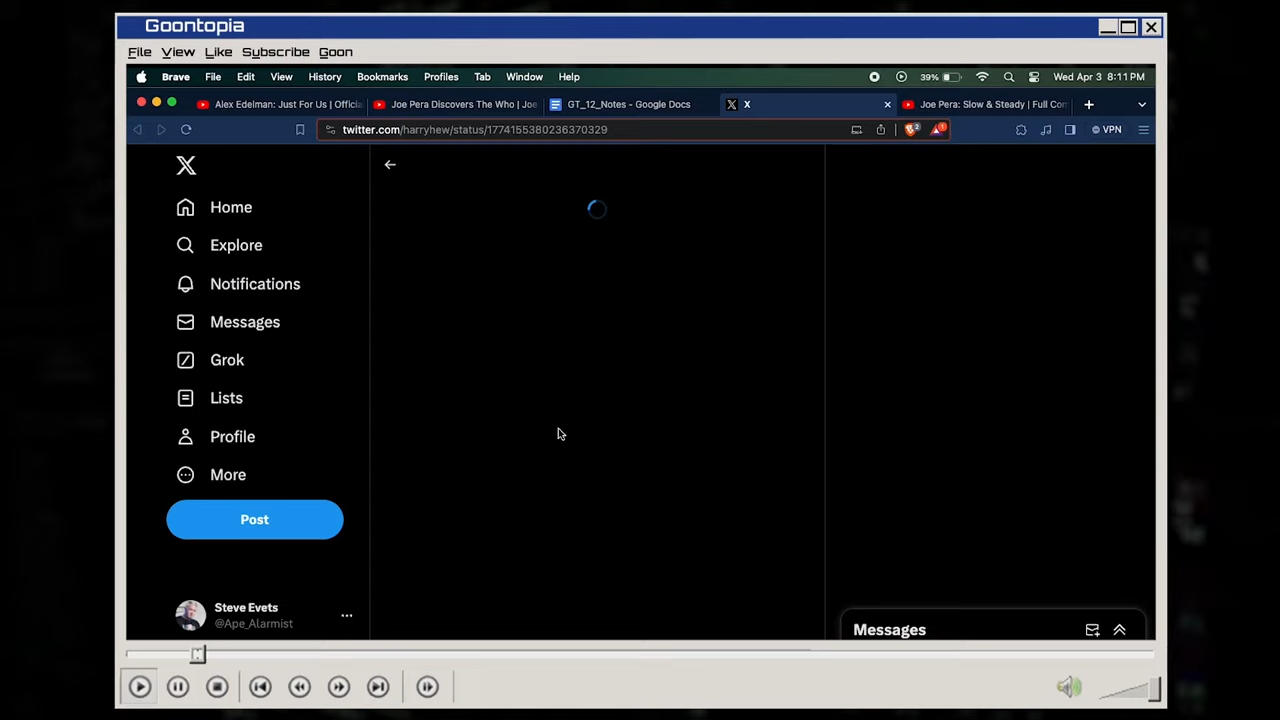 Goontopia
File View Like Subscribe Goon
Brave File Edit View History Bookmarks Profiles Tab Window Help 39% Wed Apr 3 8:11 PM
Alex Edelman: Just For Us | Officia Joe Pera Discovers The Who | Joe GT_12_Notes - Google Docs X Joe Pera: Slow & Steady | Full Com
twitter.com/harryhew/status/1774155380236370329 2 1 VPN
X
Home
Explore
Notifications
Messages
Grok
Lists
Profile
More
Post
Steve Evets
@Ape_Alarmist
Messages